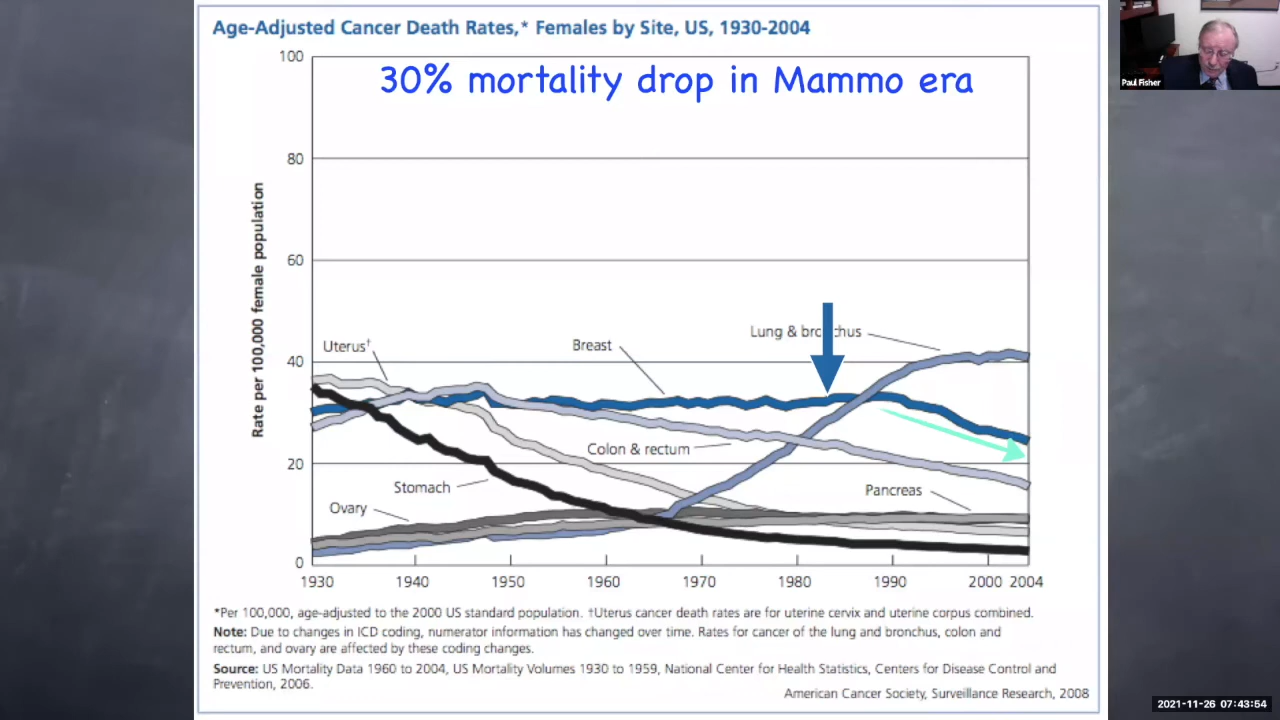 Age-Adjusted Cancer Death Rates,* Females by Site, US, 1930-2004
30% mortality drop in Mammo era
Paul Fisher
100
80
60
40
20
0
Rate per 100,000 female population
Lung & bronchus
Uterus†
Breast
Colon & rectum
Stomach
Pancreas
Ovary
1930 1940 1950 1960 1970 1980 1990 2000 2004
*Per 100,000, age-adjusted to the 2000 US standard population. †Uterus cancer death rates are for uterine cervix and uterine corpus combined.
Note: Due to changes in ICD coding, numerator information has changed over time. Rates for cancer of the lung and bronchus, colon and
rectum, and ovary are affected by these coding changes.
Source: US Mortality Data 1960 to 2004, US Mortality Volumes 1930 to 1959, National Center for Health Statistics, Centers for Disease Control and
Prevention, 2006.
American Cancer Society, Surveillance Research, 2008
2021-11-26 07:43:54